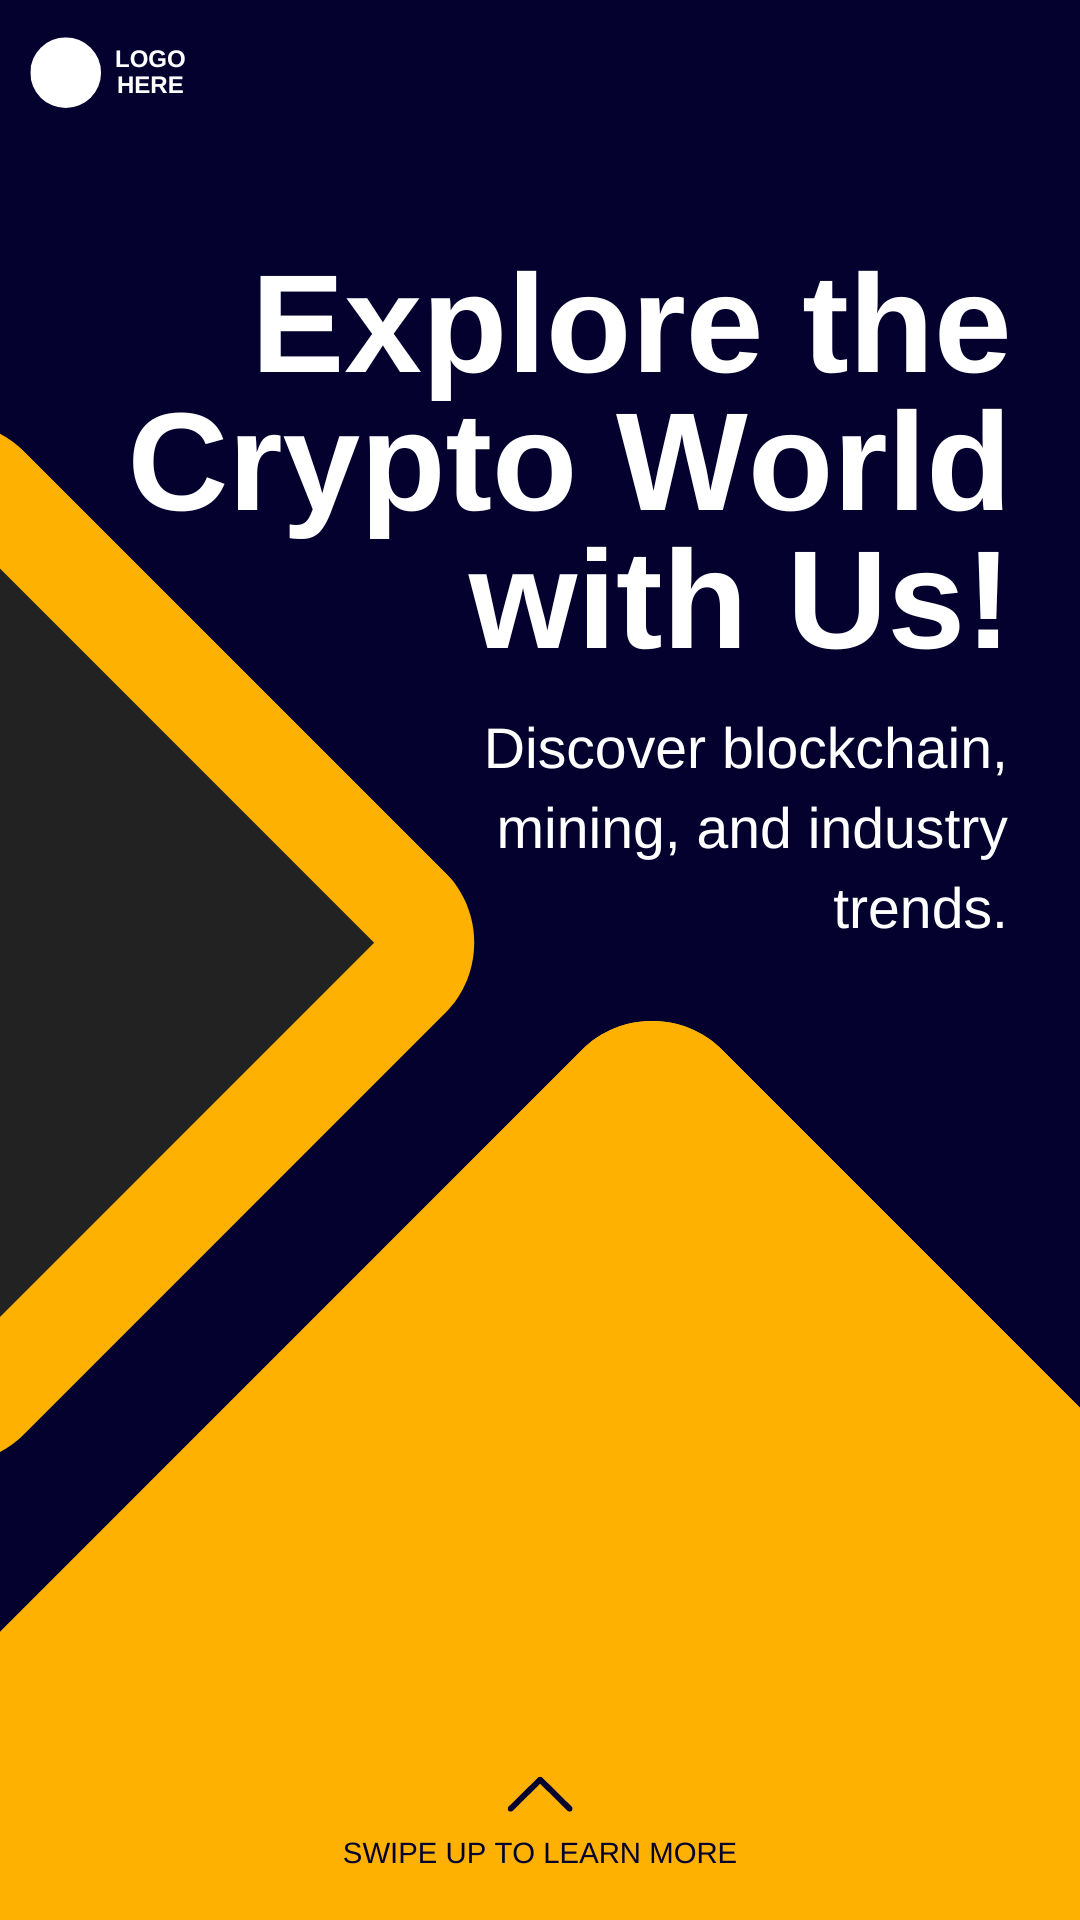 LOGO
HERE
Explore the
Crypto World
with Us!
Discover blockchain,
mining, and industry
trends.
SWIPE UP TO LEARN MORE